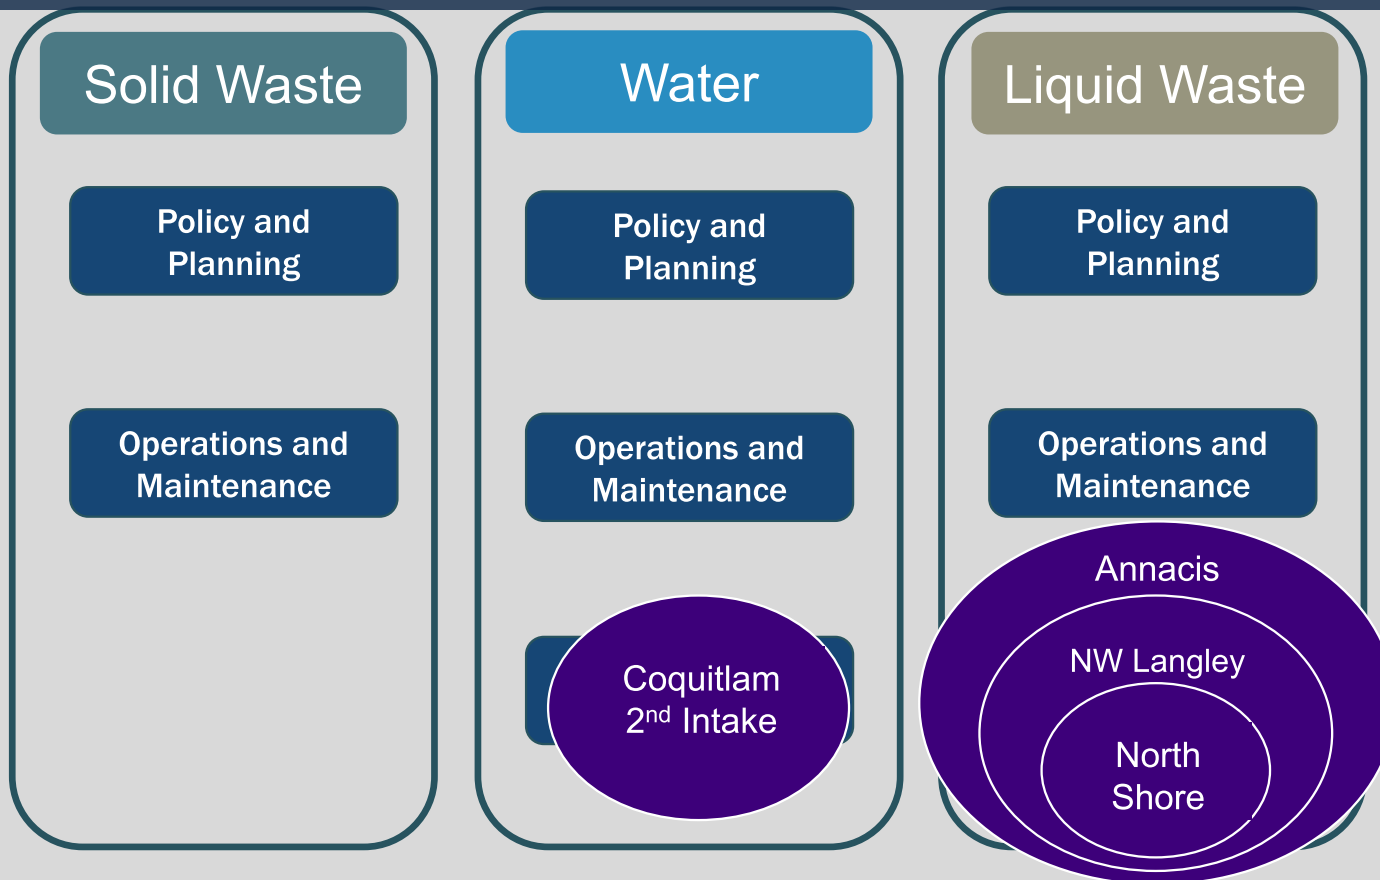 Solid Waste
Policy and
Planning
Operations and
Maintenance
Water
Policy and
Planning
Operations and
Maintenance
Coquitlam
2nd Intake
Liquid Waste
Policy and
Planning
Operations and
Maintenance
Annacis
NW Langley
North
Shore